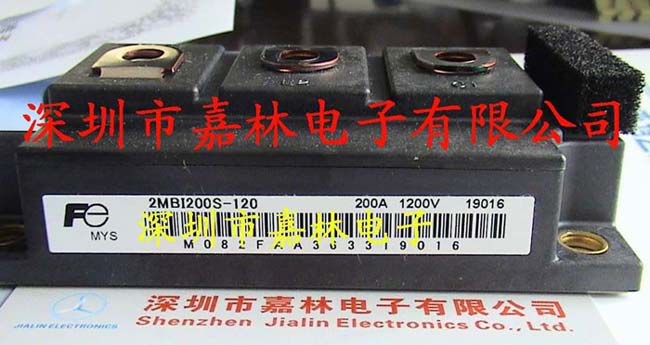 深圳市嘉林电子有限公司
2MBI200S-120 200A 1200V 19016
Fe
MYS
深圳市嘉林电子
JIALIN ELECTRONICS
深圳市嘉林电子有限公司
Shenzhen Jialin Electronics Co.,Ltd.